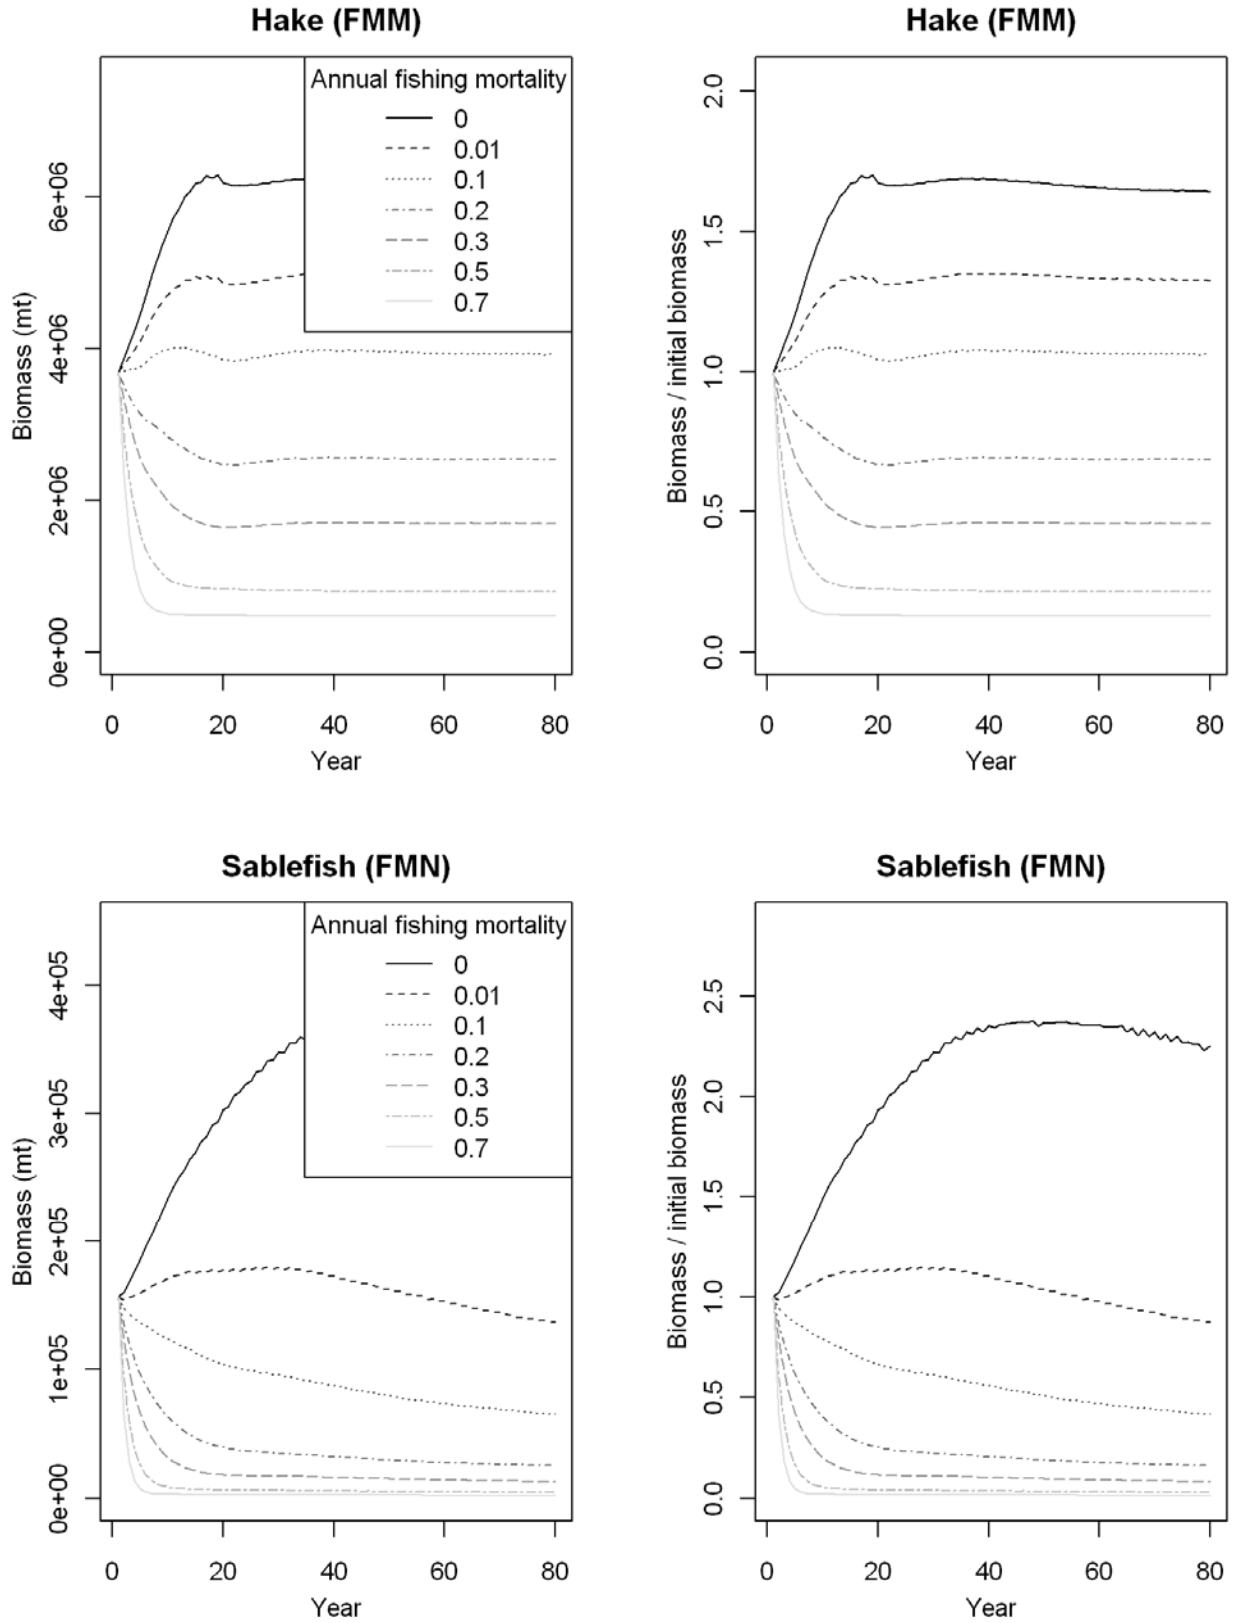 Hake (FMM)
Biomass (mt)
6e+06
4e+06
2e+06
0e+00
Annual fishing mortality
0
0.01
0.1
0.2
0.3
0.5
0.7
0 20 40 60 80
Year
Hake (FMM)
Biomass / initial biomass
2.0
1.5
1.0
0.5
0.0
0 20 40 60 80
Year
Sablefish (FMN)
Biomass (mt)
4e+05
3e+05
2e+05
1e+05
0e+00
Annual fishing mortality
0
0.01
0.1
0.2
0.3
0.5
0.7
0 20 40 60 80
Year
Sablefish (FMN)
Biomass / initial biomass
2.5
2.0
1.5
1.0
0.5
0.0
0 20 40 60 80
Year